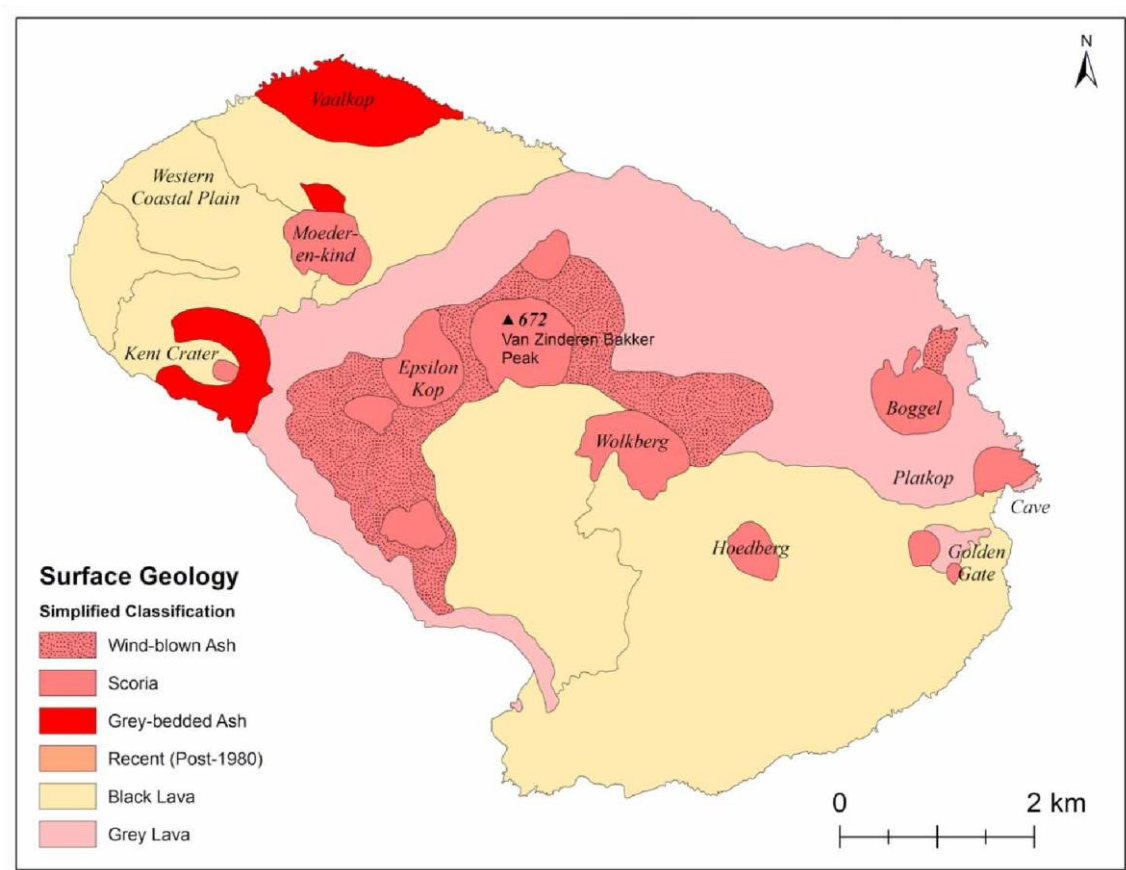 N
Vaalkop
Western
Coastal Plain
Moeder-
en-kind
▲ 672
Van Zinderen Bakker
Peak
Kent Crater
Epsilon
Kop
Boggel
Wolkberg
Platkop
Cave
Hoedberg
Golden
Gate
Surface Geology
Simplified Classification
Wind-blown Ash
Scoria
Grey-bedded Ash
Recent (Post-1980)
Black Lava
Grey Lava
0 2 km